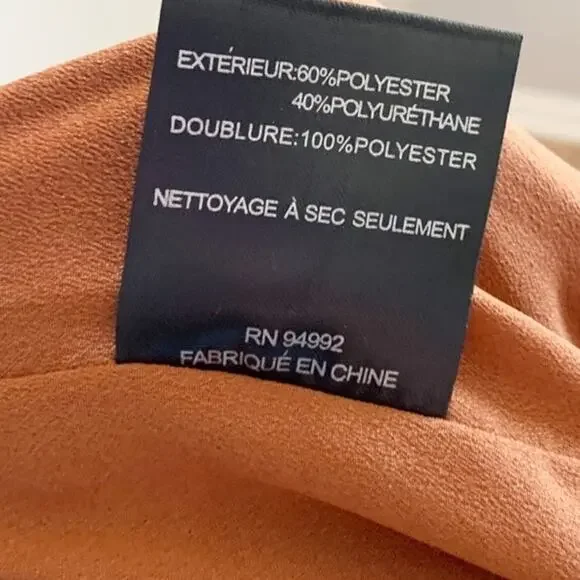 EXTÉRIEUR:60%POLYESTER
40%POLYURÉTHANE
DOUBLURE:100%POLYESTER
NETTOYAGE À SEC SEULEMENT
RN 94992
FABRIQUÉ EN CHINE